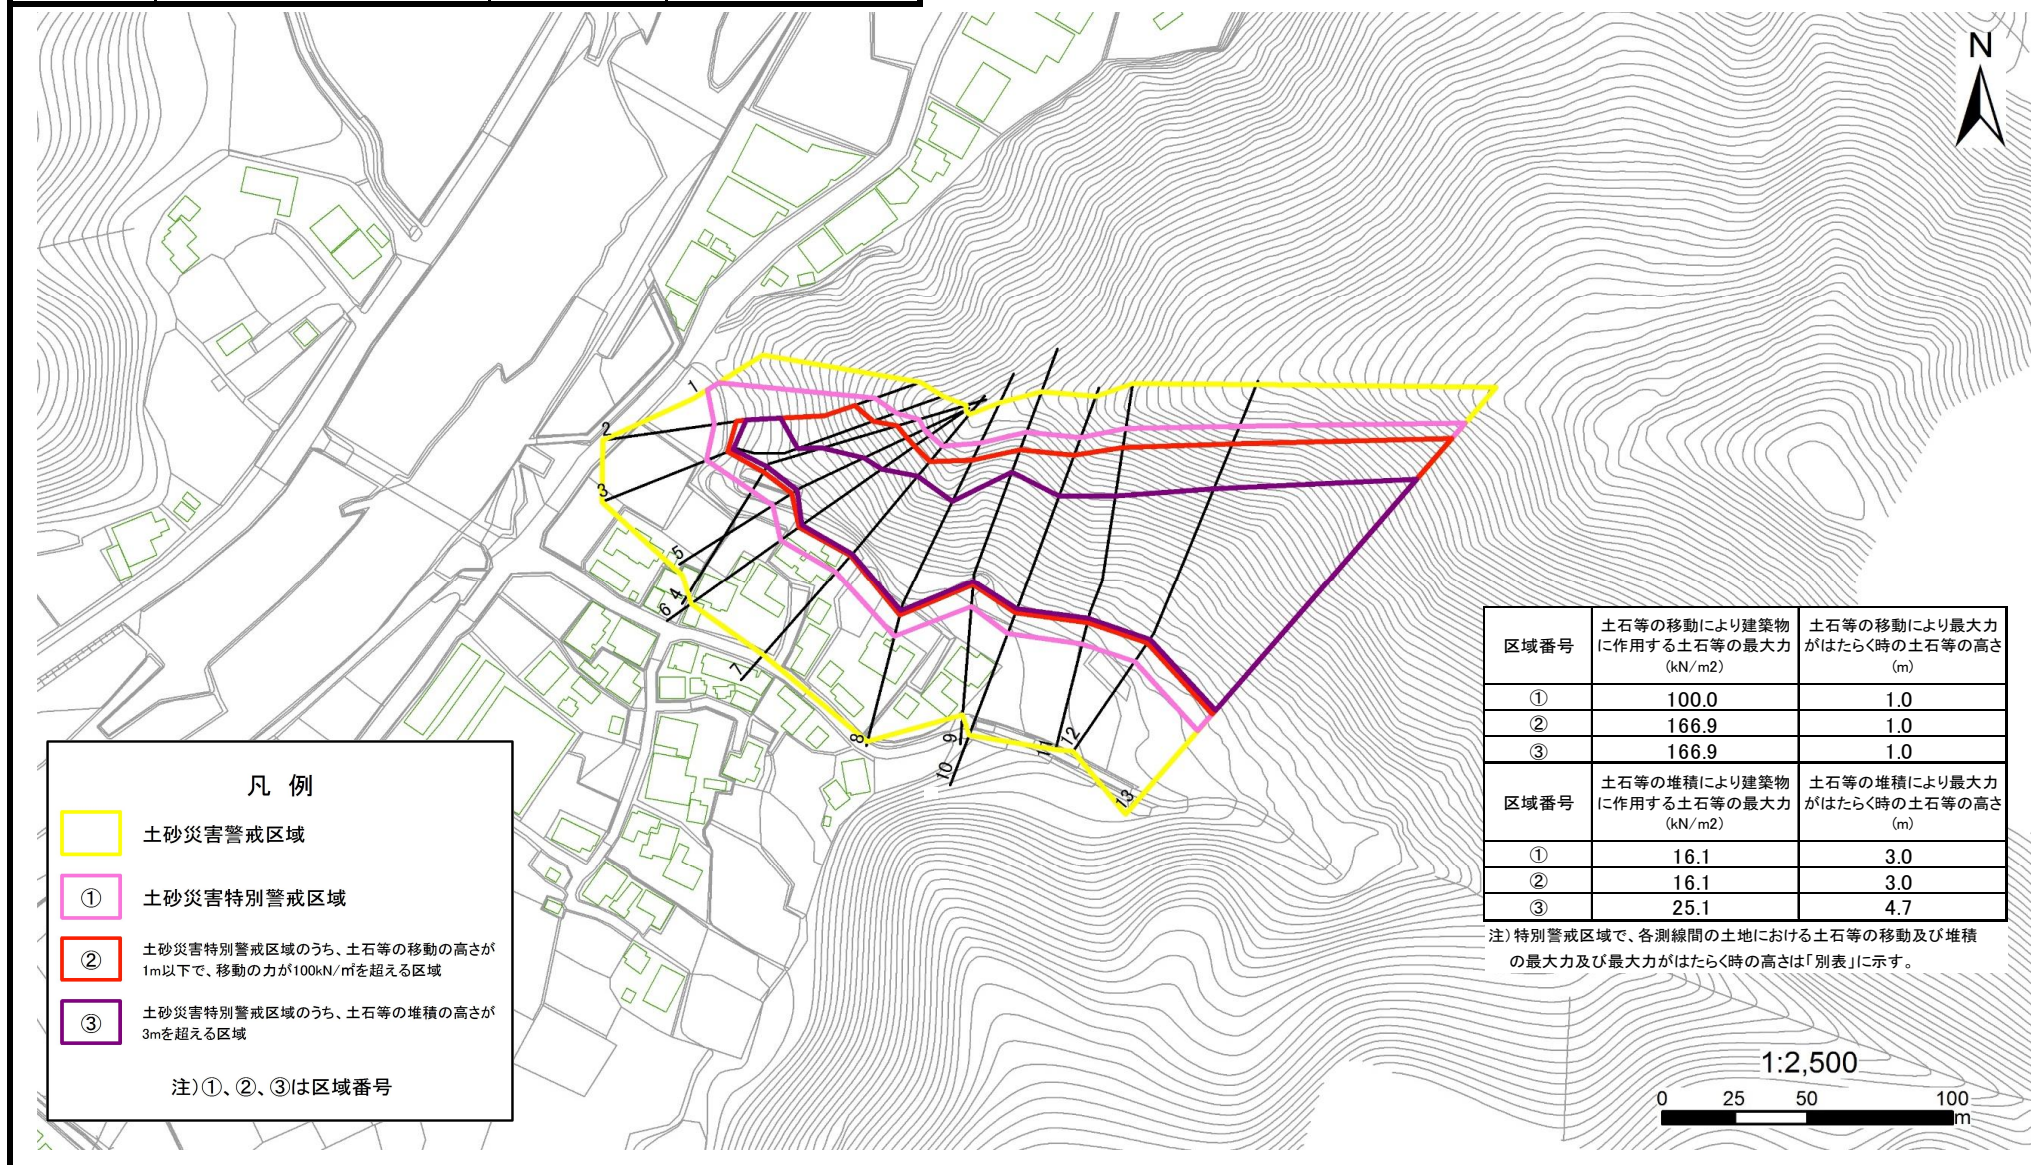 N
1
2
3
5
4
6
7
8
9
10
11
12
13
区域番号 土石等の移動により建築物に作用する土石等の最大力(kN/m2) 土石等の移動により最大力がはたらく時の土石等の高さ(m)
① 100.0 1.0
② 166.9 1.0
③ 166.9 1.0
区域番号 土石等の堆積により建築物に作用する土石等の最大力(kN/m2) 土石等の堆積により最大力がはたらく時の土石等の高さ(m)
① 16.1 3.0
② 16.1 3.0
③ 25.1 4.7
注)特別警戒区域で、各測線間の土地における土石等の移動及び堆積
の最大力及び最大力がはたらく時の高さは「別表」に示す。
凡 例
土砂災害警戒区域
① 土砂災害特別警戒区域
② 土砂災害特別警戒区域のうち、土石等の移動の高さが
1m以下で、移動の力が100kN/㎡を超える区域
③ 土砂災害特別警戒区域のうち、土石等の堆積の高さが
3mを超える区域
注)①、②、③は区域番号
1:2,500
0 25 50 100
m